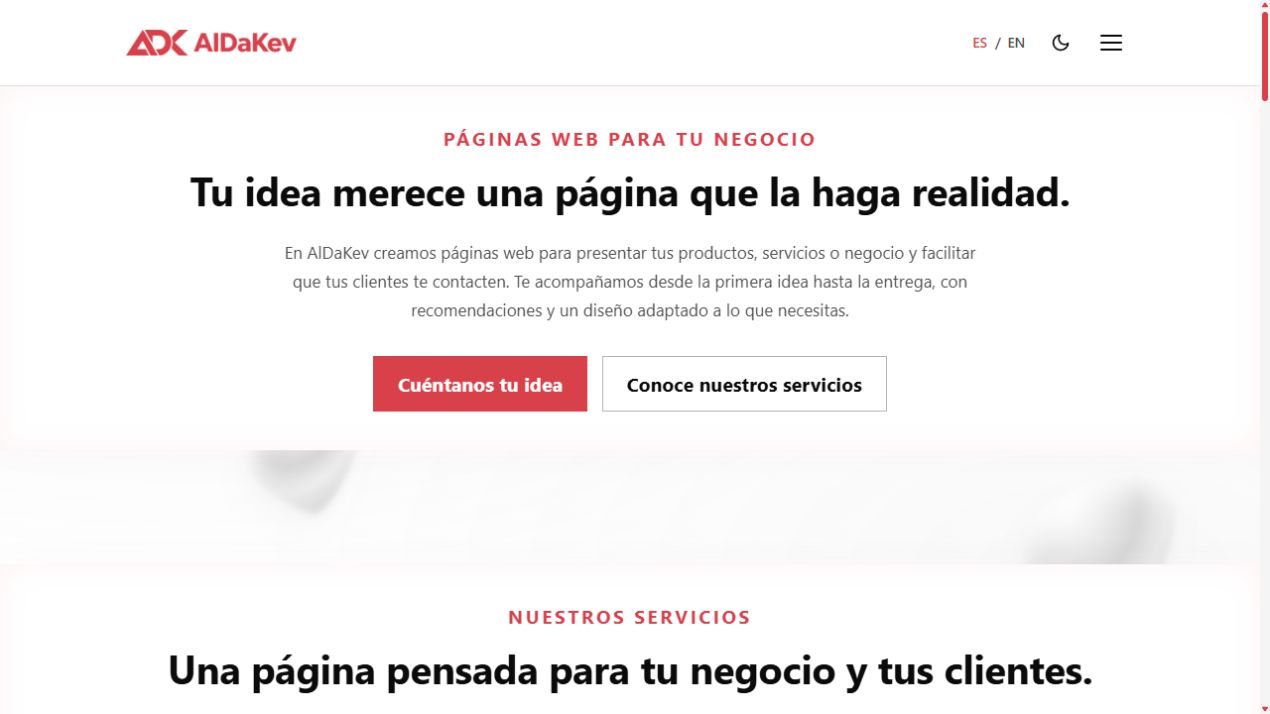 ADK AlDaKev
ES / EN
PÁGINAS WEB PARA TU NEGOCIO
Tu idea merece una página que la haga realidad.
En AlDaKev creamos páginas web para presentar tus productos, servicios o negocio y facilitar
que tus clientes te contacten. Te acompañamos desde la primera idea hasta la entrega, con
recomendaciones y un diseño adaptado a lo que necesitas.
Cuéntanos tu idea
Conoce nuestros servicios
NUESTROS SERVICIOS
Una página pensada para tu negocio y tus clientes.